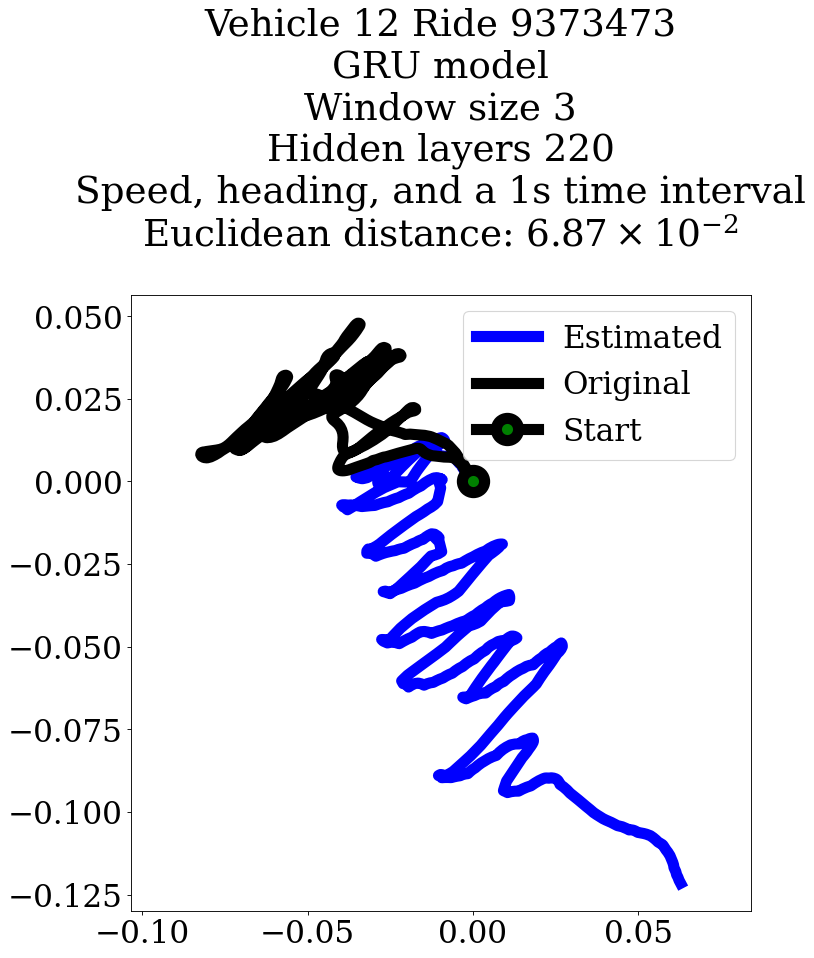 Vehicle 12 Ride 9373473
GRU model
Window size 3
Hidden layers 220
Speed, heading, and a 1s time interval
Euclidean distance: 6.87 × 10⁻²
Estimated
Original
Start
0.050
0.025
0.000
−0.025
−0.050
−0.075
−0.100
−0.125
−0.10 −0.05 0.00 0.05